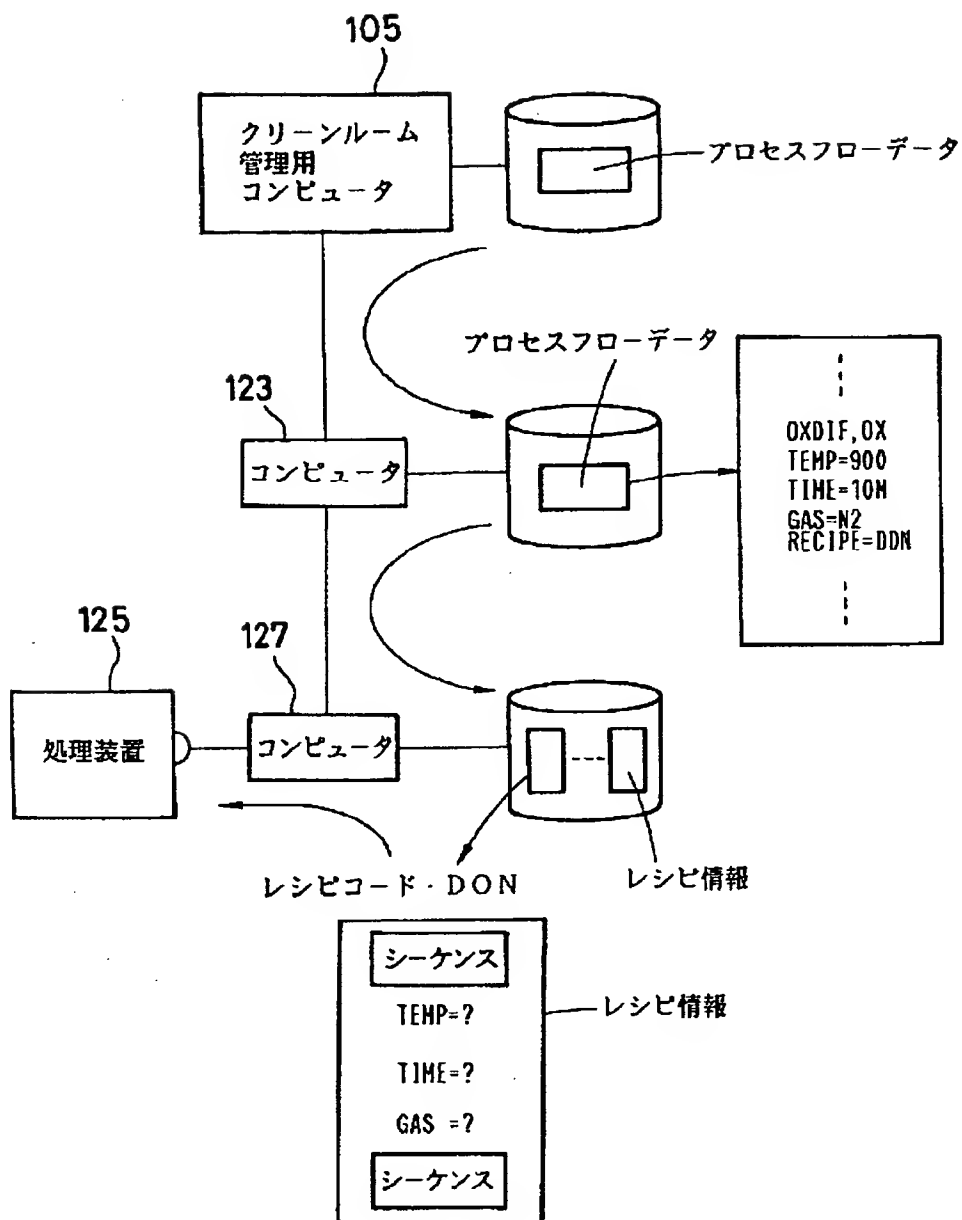 105
クリーンルーム
管理用
コンピュータ
プロセスフローデータ
プロセスフローデータ
123
コンピュータ
OXDIF,OX
TEMP=900
TIME=10M
GAS=N2
RECIPE=DDN
125
処理装置
127
コンピュータ
レシピコード・DON
レシピ情報
シーケンス
TEMP=?
TIME=?
GAS =?
シーケンス
レシピ情報